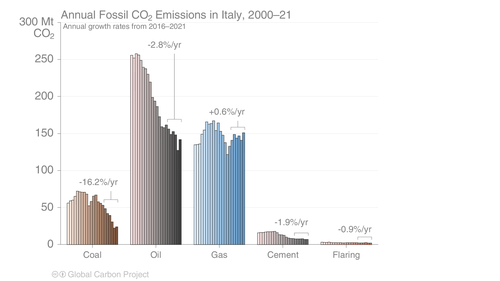 Annual Fossil CO₂ Emissions in Italy, 2000–21
Annual growth rates from 2016–2021
300 Mt
CO₂
250
200
150
100
50
0
-16.2%/yr
-2.8%/yr
+0.6%/yr
-1.9%/yr
-0.9%/yr
Coal
Oil
Gas
Cement
Flaring
Global Carbon Project